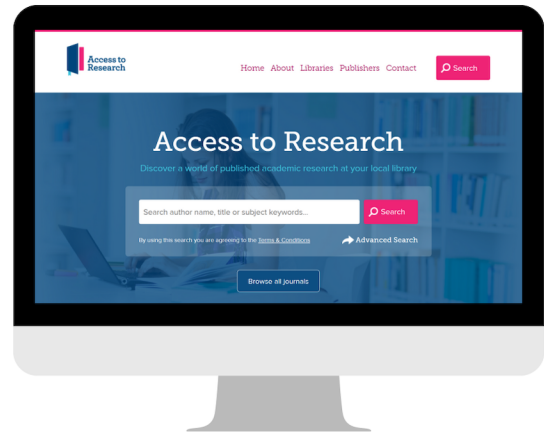 Access to
Research
Home About Libraries Publishers Contact
Search
Access to Research
Discover a world of published academic research at your local library
Search author name, title or subject keywords...
Search
By using this search you are agreeing to the Terms & Conditions
Advanced Search
Browse all journals